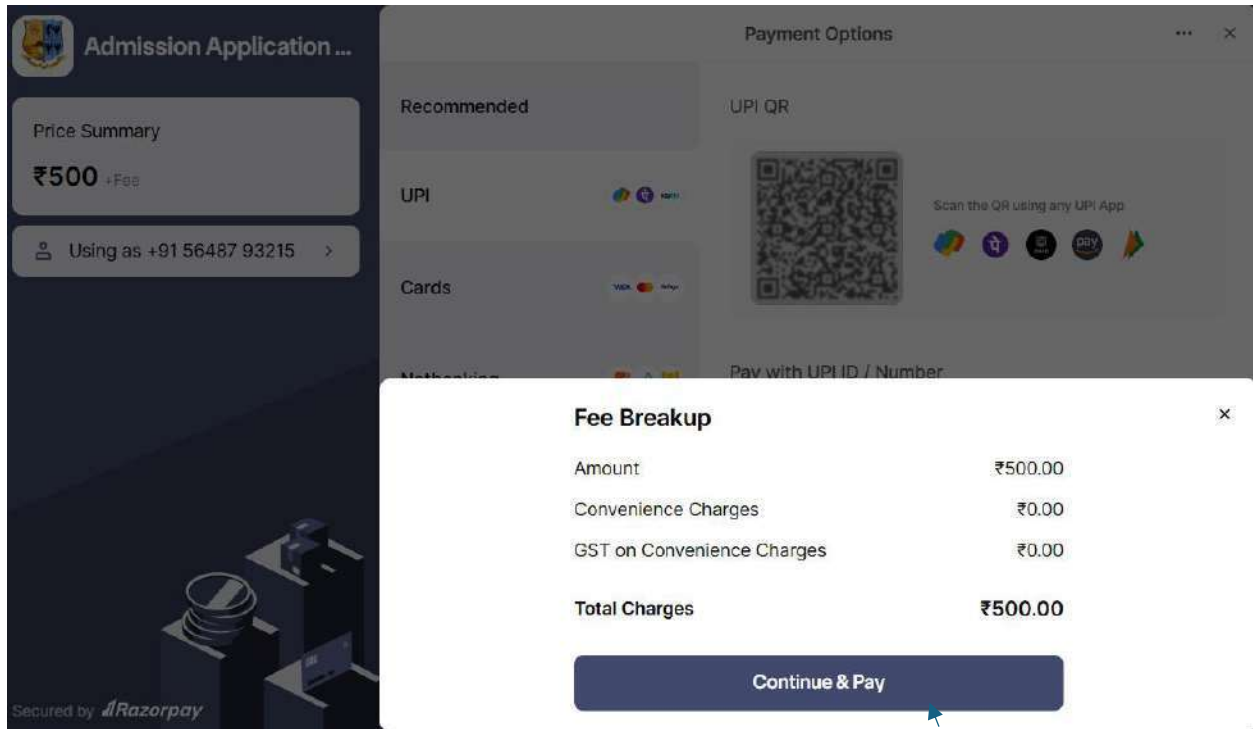 Admission Application ...
Price Summary
₹500 +Fee
Using as +91 56487 93215
Secured by Razorpay
Payment Options
Recommended
UPI
Cards
Netbanking
UPI QR
Scan the QR using any UPI App
pay
Pay with UPI ID / Number
Fee Breakup
Amount ₹500.00
Convenience Charges ₹0.00
GST on Convenience Charges ₹0.00
Total Charges ₹500.00
Continue & Pay